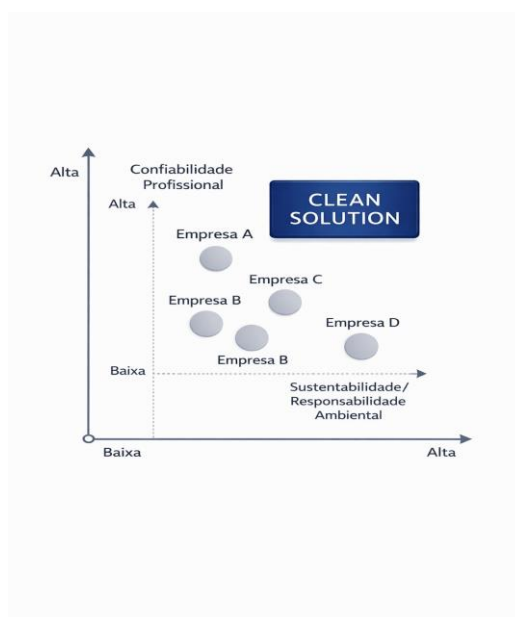 Alta
Confiabilidade
Profissional
Alta
CLEAN
SOLUTION
Empresa A
Empresa C
Empresa B
Empresa D
Empresa B
Baixa
Sustentabilidade/
Responsabilidade
Ambiental
Baixa
Alta